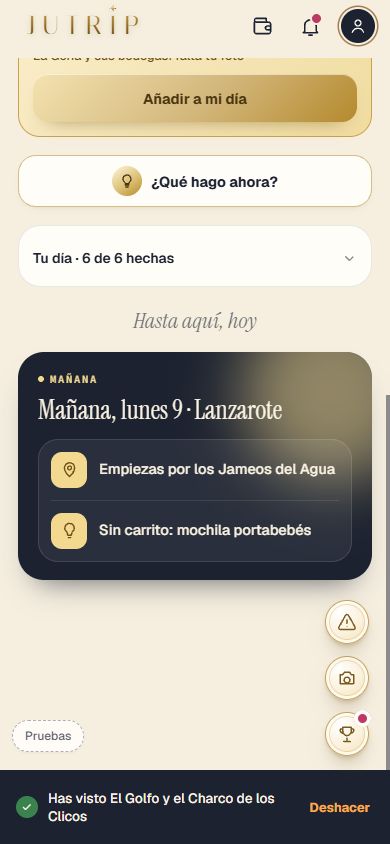 JUTRIP
Añadir a mi día
¿Qué hago ahora?
Tu día · 6 de 6 hechas
Hasta aquí, hoy
MAÑANA
Mañana, lunes 9 · Lanzarote
Empiezas por los Jameos del Agua
Sin carrito: mochila portabebés
Pruebas
Has visto El Golfo y el Charco de los
Clicos
Deshacer